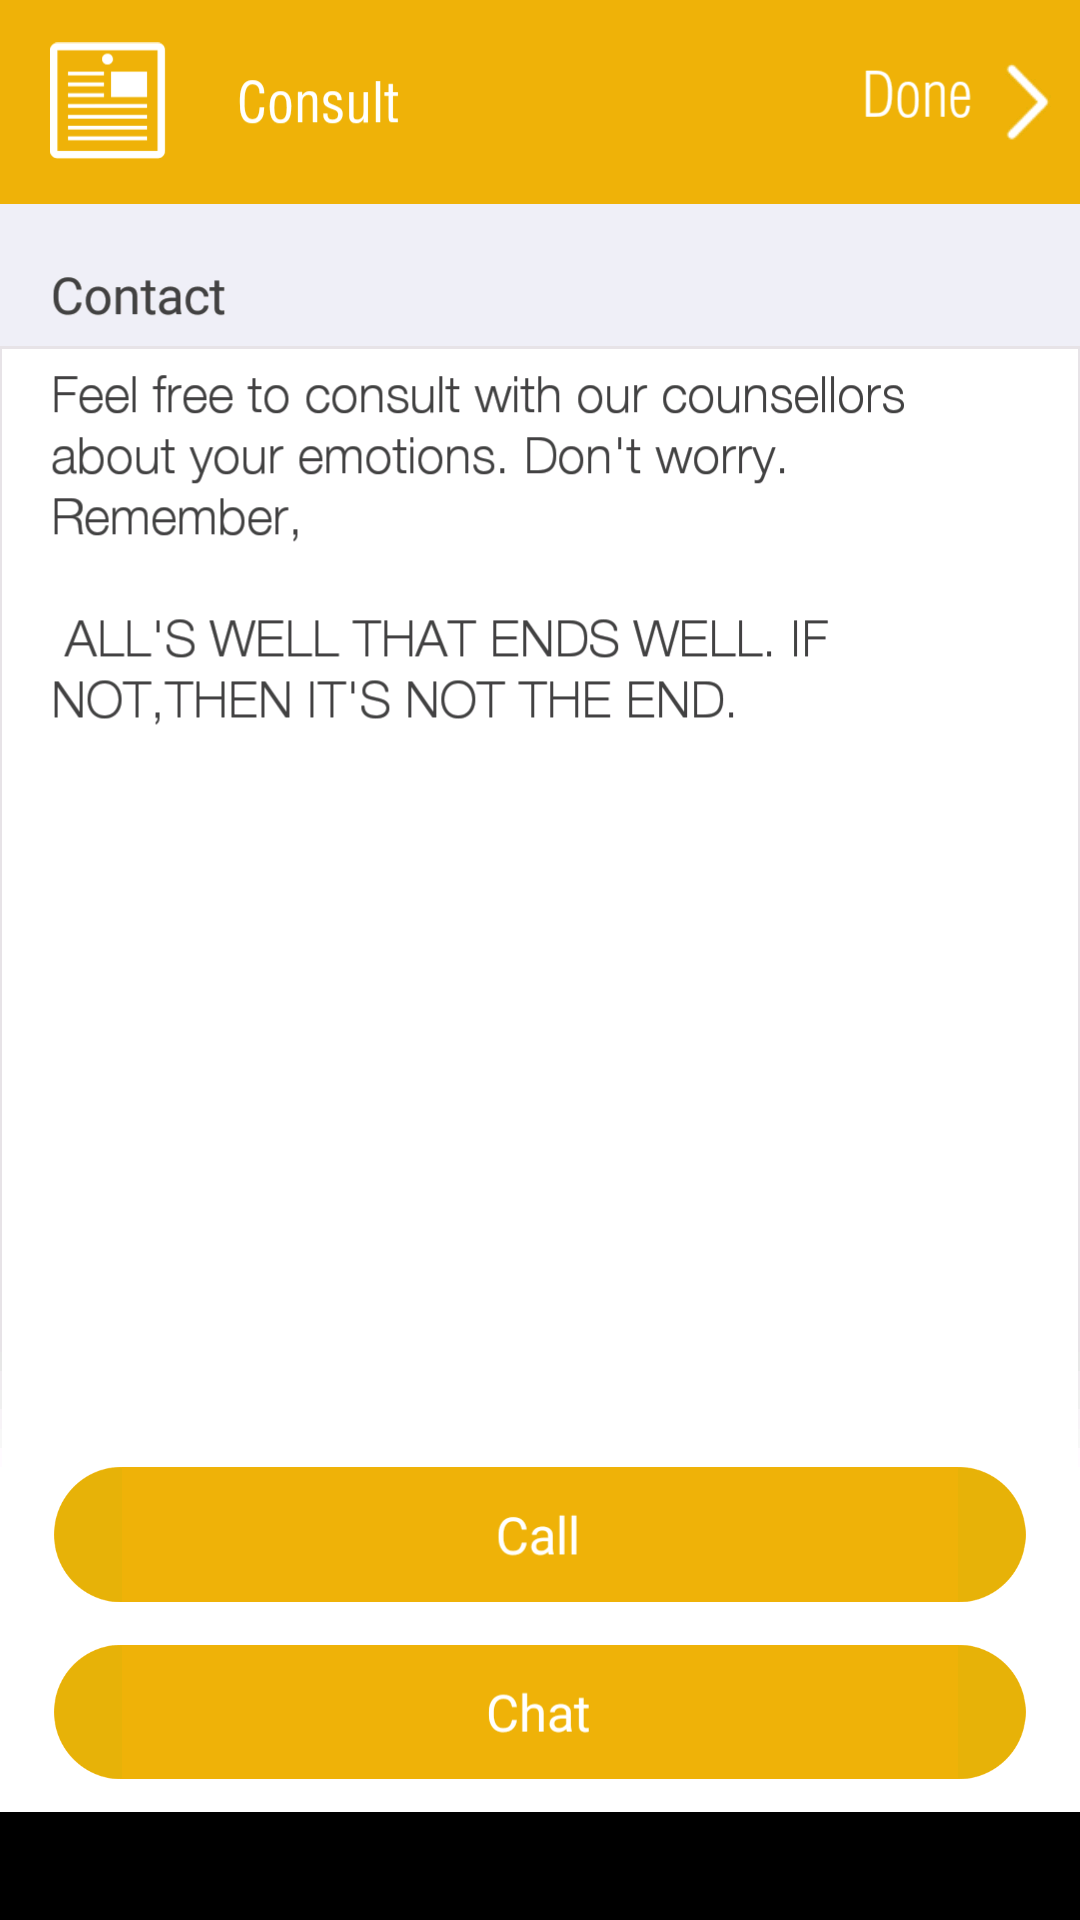 Consult
Done
Contact
Feel free to consult with our counsellors
about your emotions. Don't worry.
Remember,
ALL'S WELL THAT ENDS WELL. IF
NOT,THEN IT'S NOT THE END.
Call
Chat